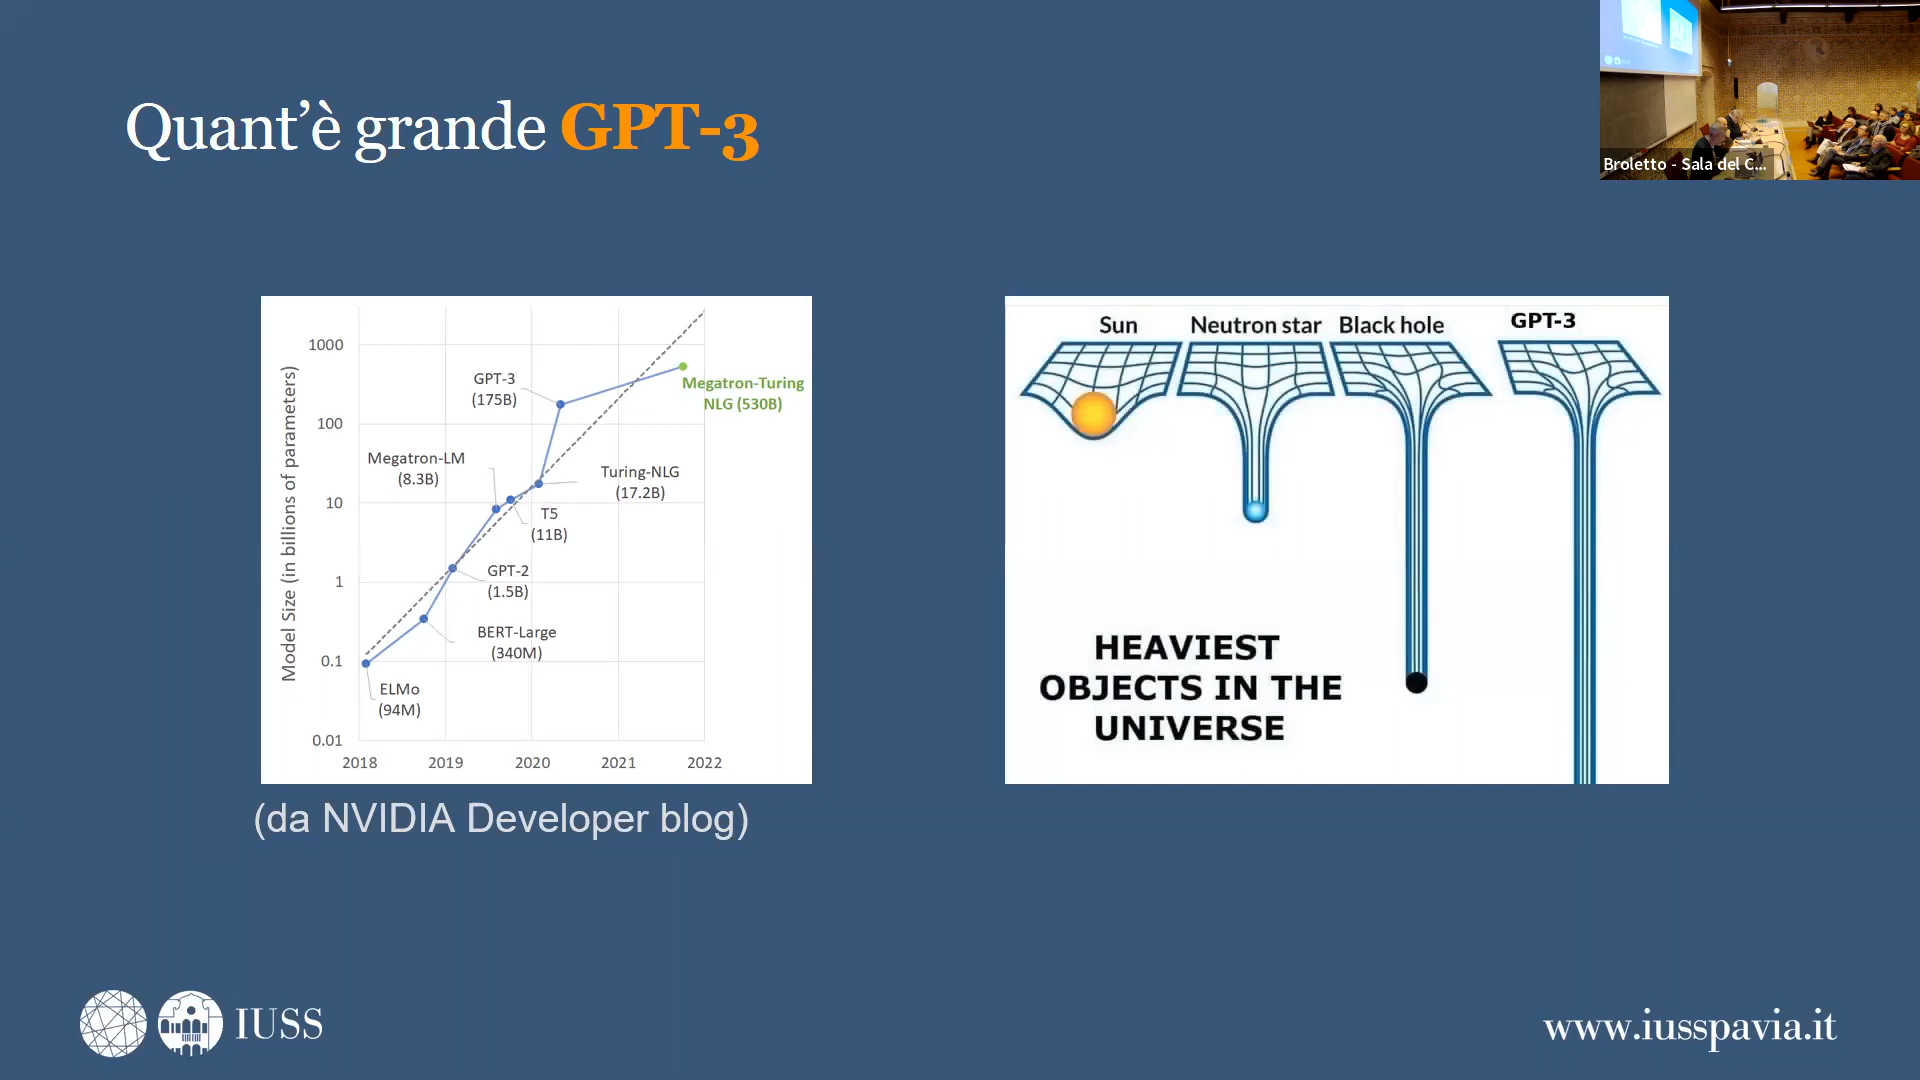 Quant’è grande GPT-3
Broletto - Sala del C...
Model Size (in billions of parameters)
1000
100
10
1
0.1
0.01
2018
2019
2020
2021
2022
GPT-3
(175B)
Megatron-Turing
NLG (530B)
Megatron-LM
(8.3B)
Turing-NLG
(17.2B)
T5
(11B)
GPT-2
(1.5B)
BERT-Large
(340M)
ELMo
(94M)
(da NVIDIA Developer blog)
Sun
Neutron star
Black hole
GPT-3
HEAVIEST
OBJECTS IN THE
UNIVERSE
IUSS
www.iusspavia.it